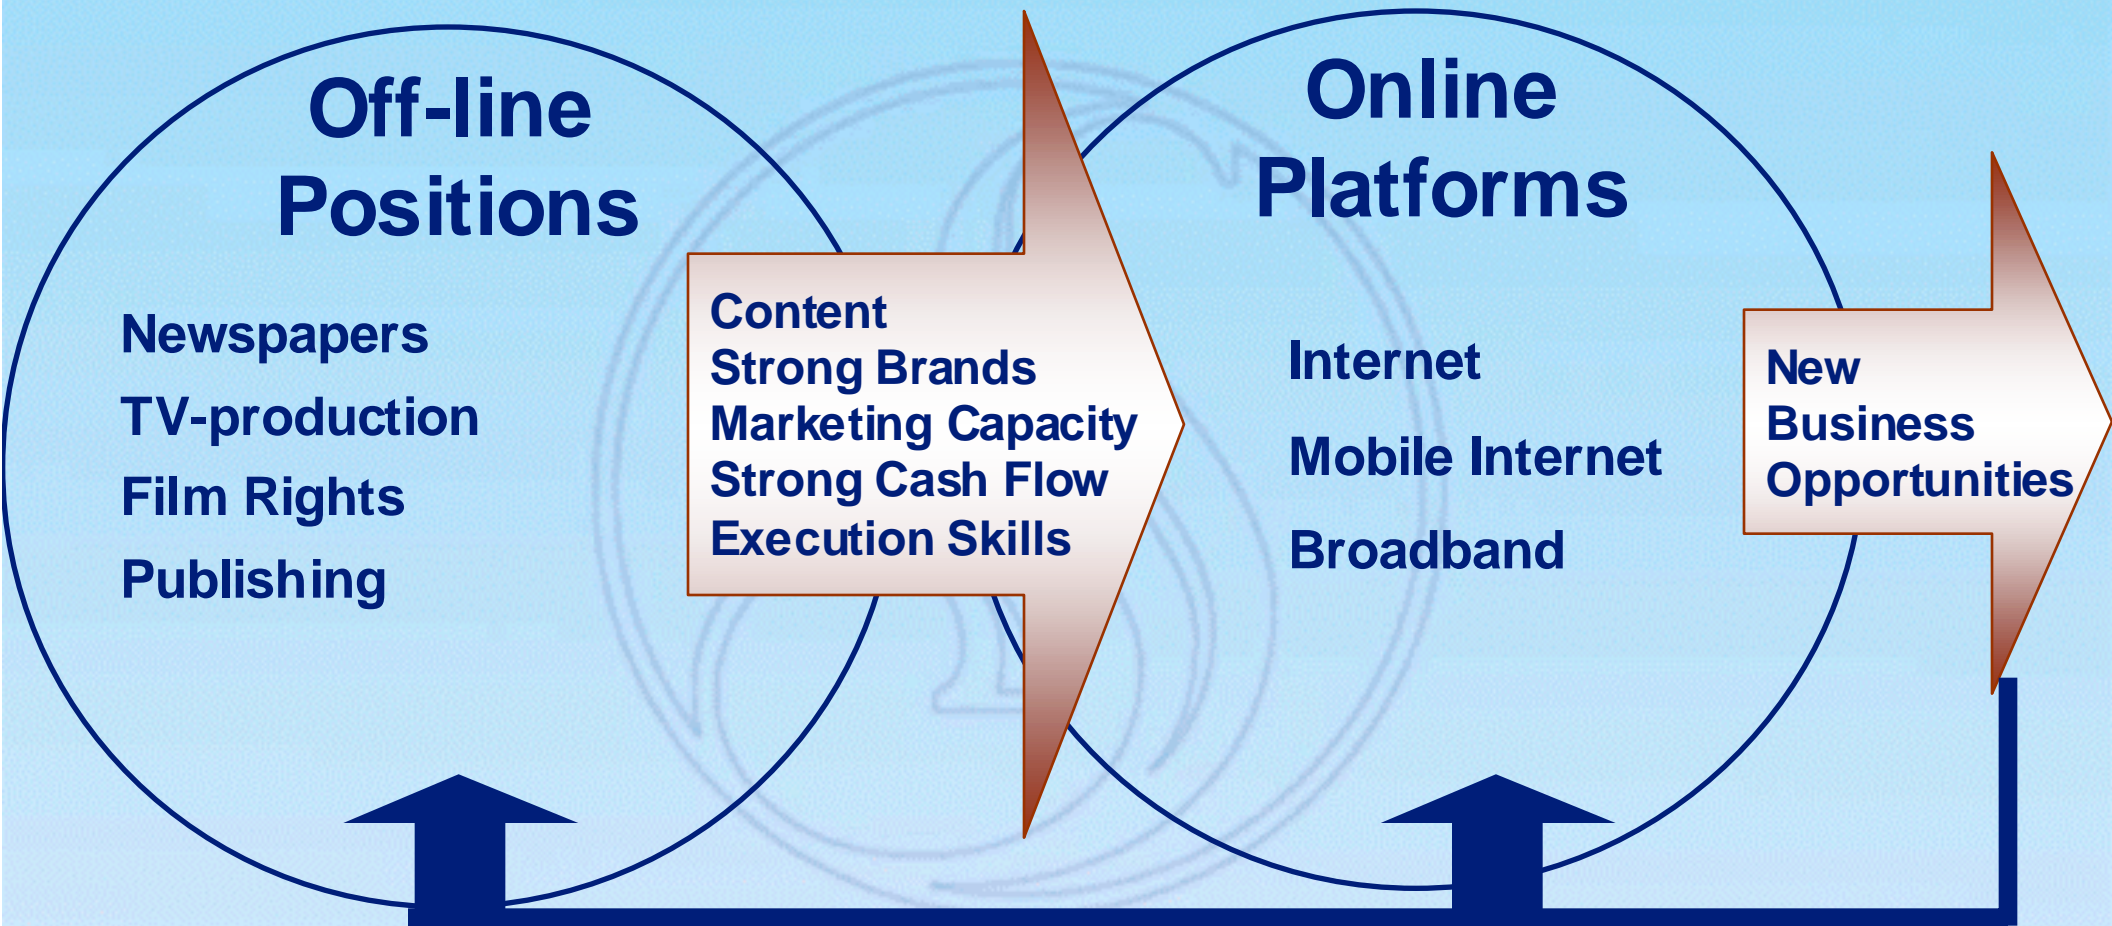 Off-line
Positions
Newspapers
TV-production
Film Rights
Publishing
Content
Strong Brands
Marketing Capacity
Strong Cash Flow
Execution Skills
Online
Platforms
Internet
Mobile Internet
Broadband
New
Business
Opportunities